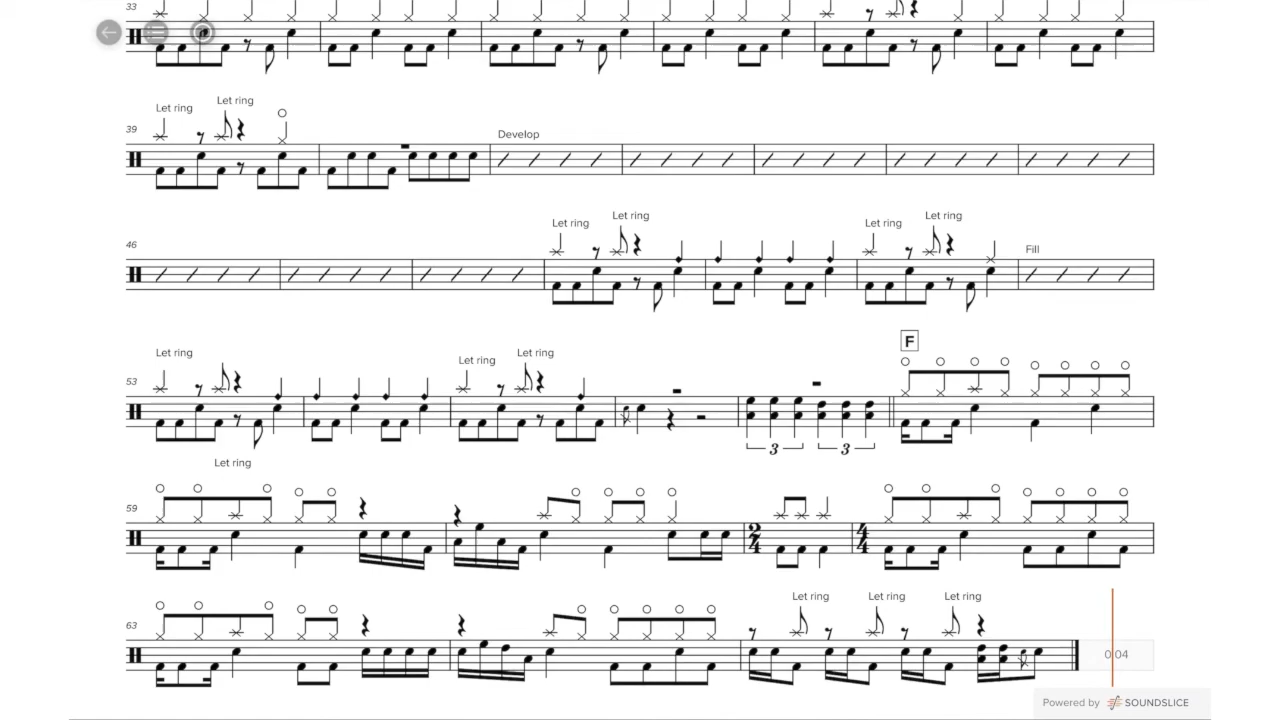 33
Let ring Let ring
39
Develop
Let ring Let ring Let ring Let ring
46
Fill
F
Let ring Let ring Let ring
53
3 3
Let ring
59
2 4 4 4
Let ring Let ring Let ring
63
0:04
Powered by SOUNDSLICE